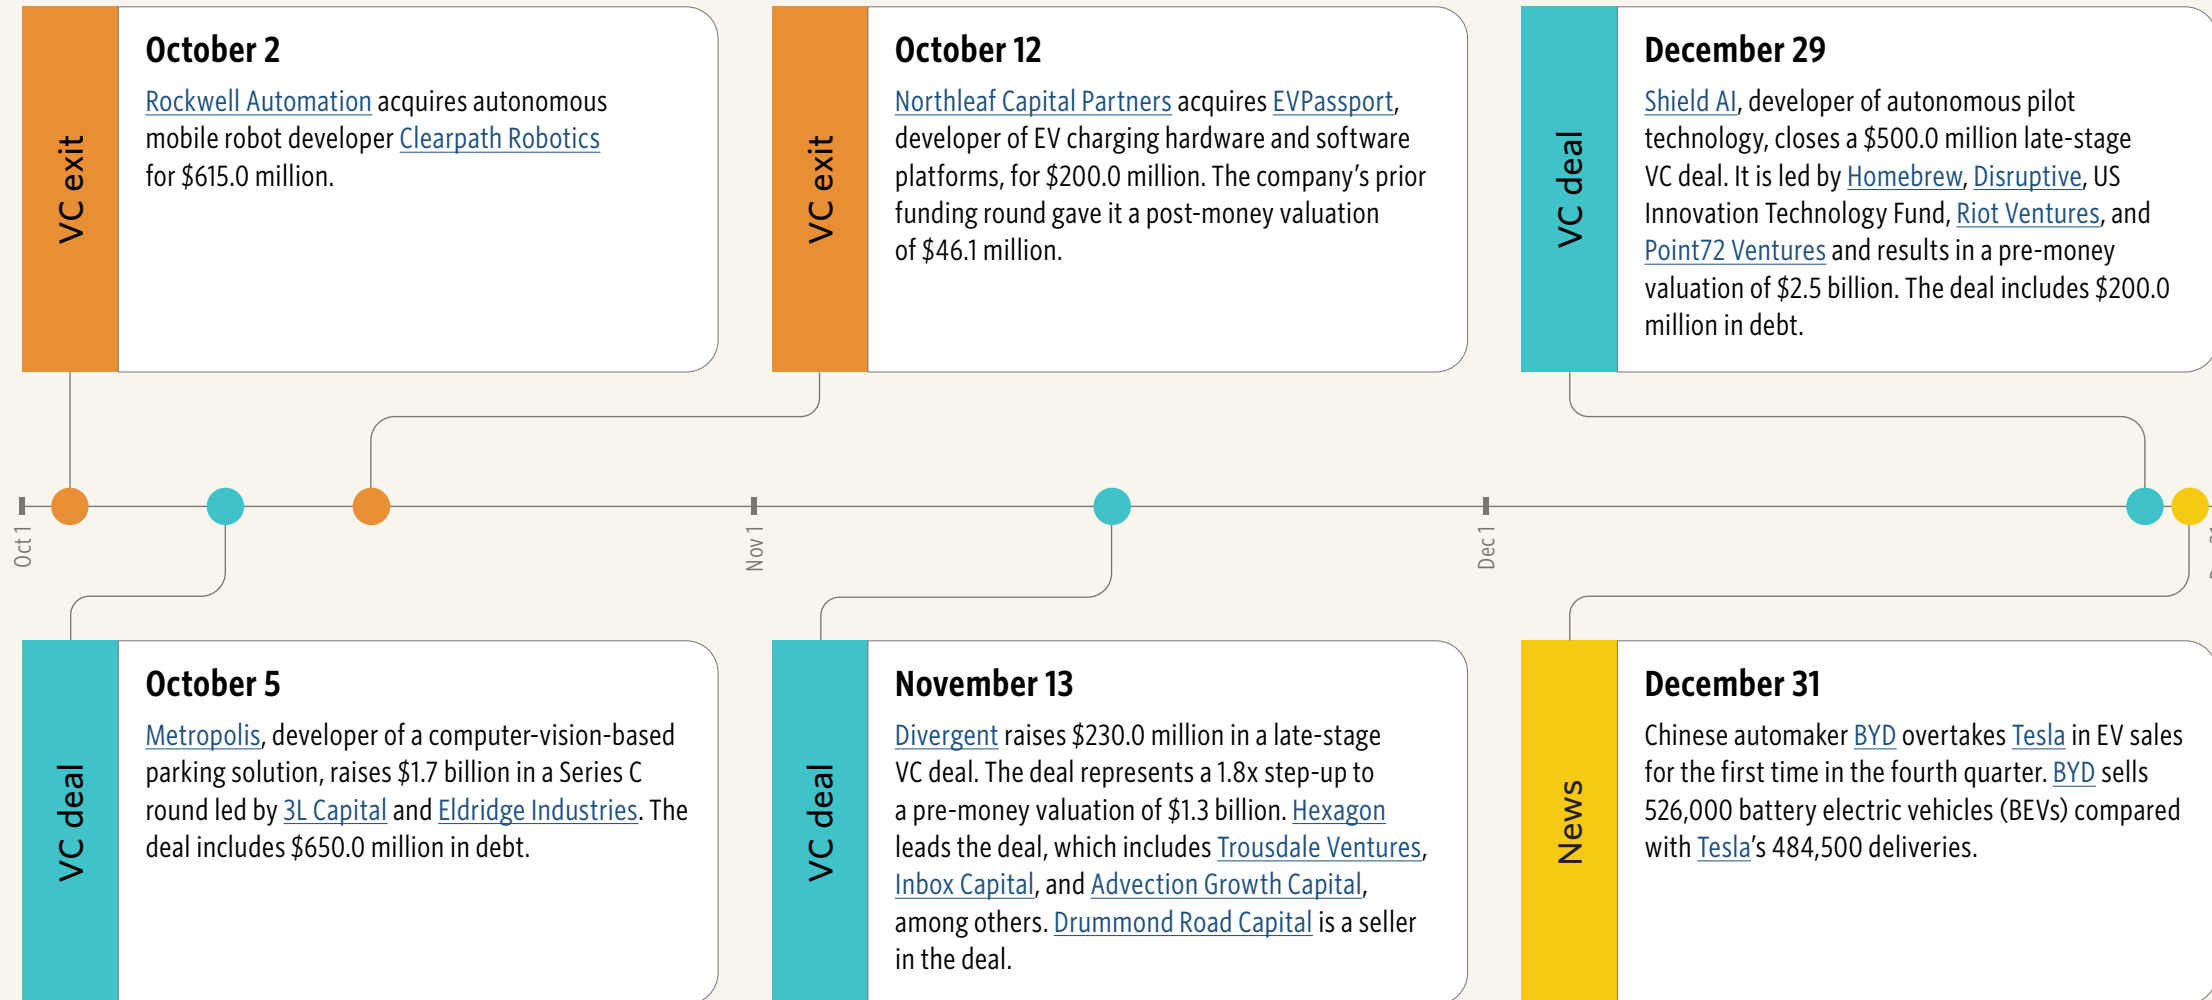 VC exit
October 2
Rockwell Automation acquires autonomous
mobile robot developer Clearpath Robotics
for $615.0 million.
VC exit
October 12
Northleaf Capital Partners acquires EVPassport,
developer of EV charging hardware and software
platforms, for $200.0 million. The company's prior
funding round gave it a post-money valuation
of $46.1 million.
VC deal
December 29
Shield AI, developer of autonomous pilot
technology, closes a $500.0 million late-stage
VC deal. It is led by Homebrew, Disruptive, US
Innovation Technology Fund, Riot Ventures, and
Point72 Ventures and results in a pre-money
valuation of $2.5 billion. The deal includes $200.0
million in debt.
Oct 1
Nov 1
Dec 1
VC deal
October 5
Metropolis, developer of a computer-vision-based
parking solution, raises $1.7 billion in a Series C
round led by 3L Capital and Eldridge Industries. The
deal includes $650.0 million in debt.
VC deal
November 13
Divergent raises $230.0 million in a late-stage
VC deal. The deal represents a 1.8x step-up to
a pre-money valuation of $1.3 billion. Hexagon
leads the deal, which includes Trousdale Ventures,
Inbox Capital, and Advection Growth Capital,
among others. Drummond Road Capital is a seller
in the deal.
News
December 31
Chinese automaker BYD overtakes Tesla in EV sales
for the first time in the fourth quarter. BYD sells
526,000 battery electric vehicles (BEVs) compared
with Tesla's 484,500 deliveries.